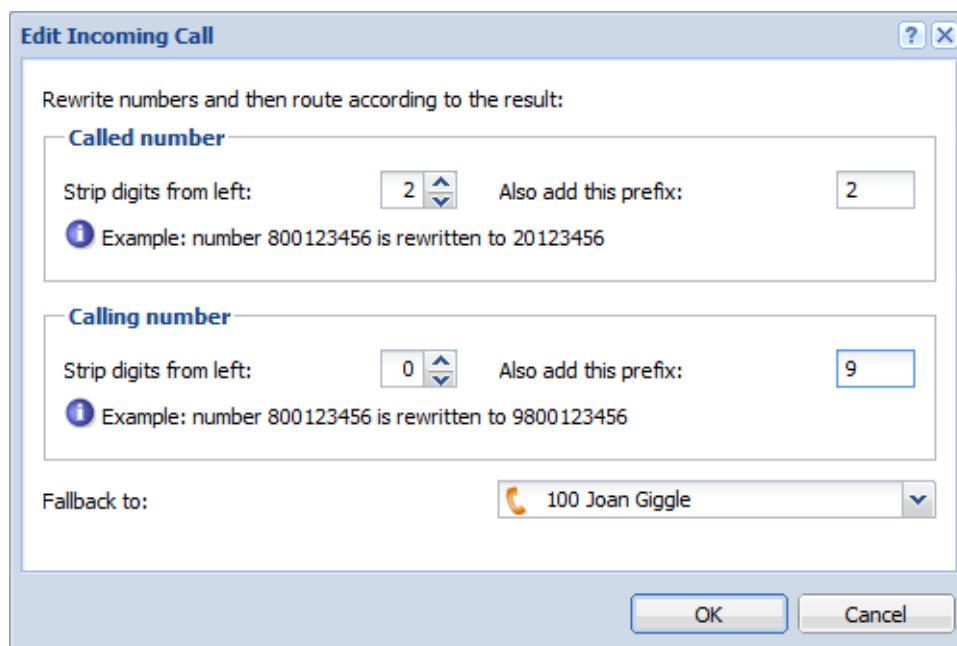 Edit Incoming Call
?
Rewrite numbers and then route according to the result:
Called number
Strip digits from left: 2 Also add this prefix: 2
i Example: number 800123456 is rewritten to 20123456
Calling number
Strip digits from left: 0 Also add this prefix: 9
i Example: number 800123456 is rewritten to 9800123456
Fallback to: 100 Joan Giggle
OK Cancel